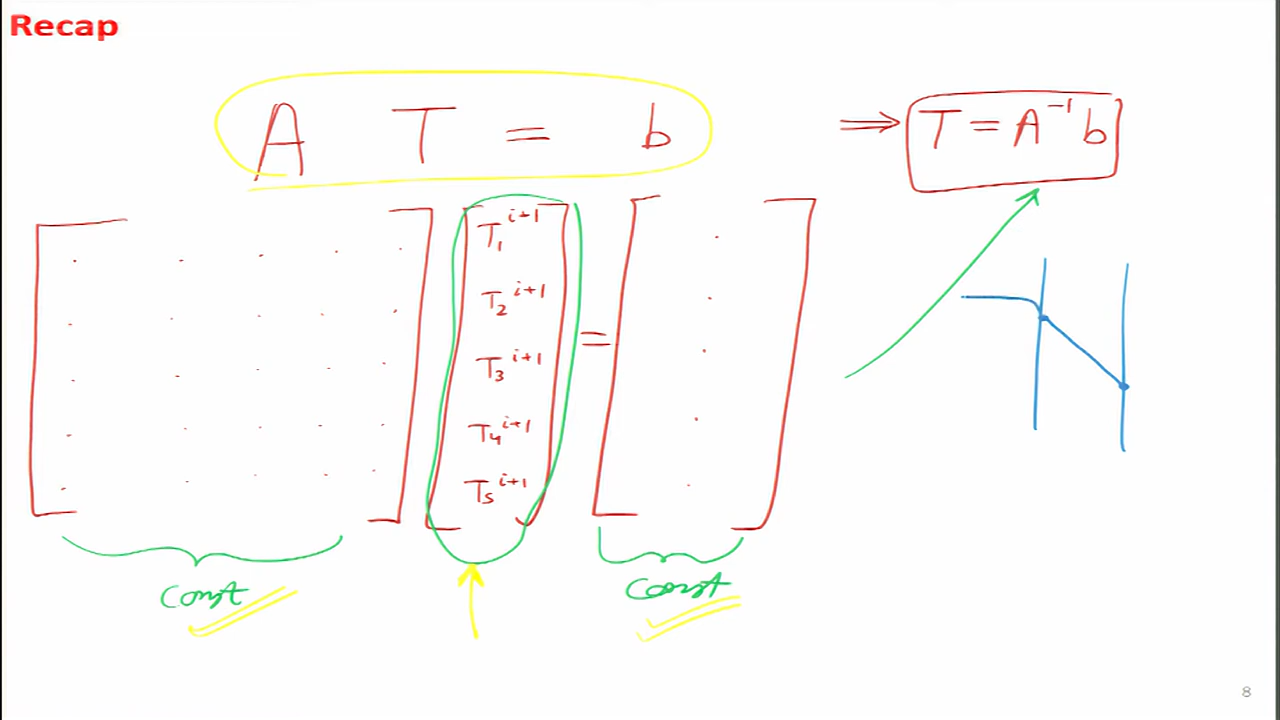 Recap
A T = b ⇒ T = A⁻¹b
T₁ⁱ⁺¹
T₂ⁱ⁺¹
T₃ⁱ⁺¹
=
T₄ⁱ⁺¹
T₅ⁱ⁺¹
Const Const
8